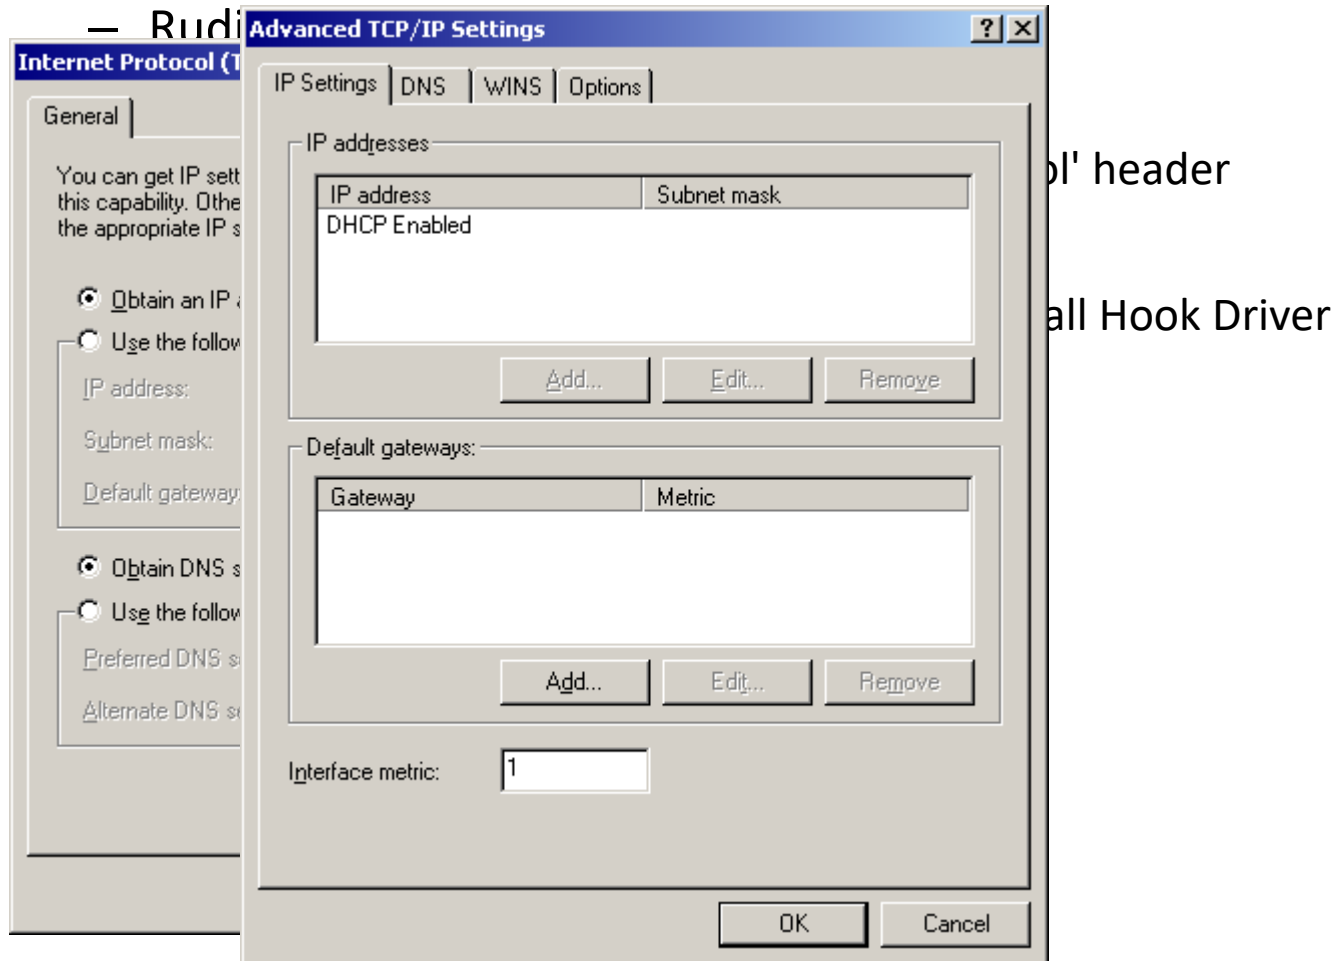 – Rudi
Advanced TCP/IP Settings
Internet Protocol (T
IP Settings DNS WINS Options
General
IP addresses
ol' header
You can get IP sett
this capability. Othe
the appropriate IP s
IP address Subnet mask
DHCP Enabled
Obtain an IP a
all Hook Driver
Use the follow
IP address:
Add... Edit... Remove
Subnet mask:
Default gateways:
Default gateway:
Gateway Metric
Obtain DNS s
Use the follow
Preferred DNS se
Add... Edit... Remove
Alternate DNS se
Interface metric: 1
OK Cancel